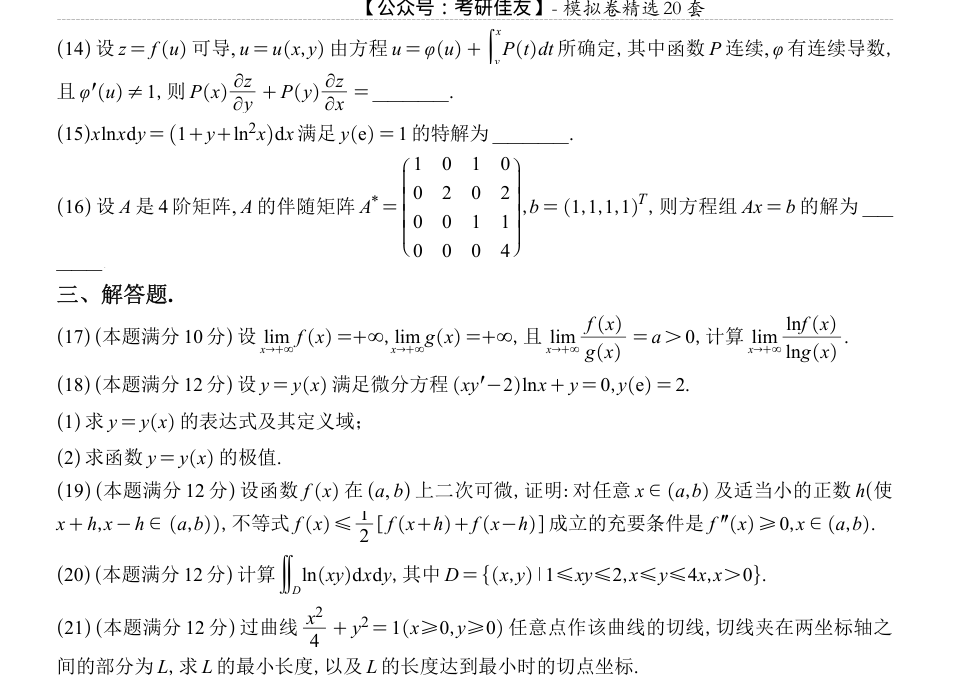 【公众号：考研佳友】- 模拟卷精选 20 套
(14) 设 z = f(u) 可导, u = u(x,y) 由方程 u = φ(u) + ∫_y^x P(t)dt 所确定, 其中函数 P 连续, φ 有连续导数,
且 φ′(u) ≠ 1, 则 P(x) ∂z/∂y + P(y) ∂z/∂x = ________.
(15) xlnxdy = (1+y+ln²x)dx 满足 y(e) = 1 的特解为 ________.
(16) 设 A 是 4 阶矩阵, A 的伴随矩阵 A* = (1 0 1 0; 0 2 0 2; 0 0 1 1; 0 0 0 4), b = (1,1,1,1)^T, 则方程组 Ax = b 的解为 ___
_____
三、解答题.
(17) (本题满分 10 分) 设 lim_{x→+∞} f(x) = +∞, lim_{x→+∞} g(x) = +∞, 且 lim_{x→+∞} f(x)/g(x) = a > 0, 计算 lim_{x→+∞} lnf(x)/lng(x).
(18) (本题满分 12 分) 设 y = y(x) 满足微分方程 (xy′−2)lnx + y = 0, y(e) = 2.
(1) 求 y = y(x) 的表达式及其定义域;
(2) 求函数 y = y(x) 的极值.
(19) (本题满分 12 分) 设函数 f(x) 在 (a,b) 上二次可微, 证明: 对任意 x ∈ (a,b) 及适当小的正数 h(使
x+h, x−h ∈ (a,b)), 不等式 f(x) ⩽ 1/2 [f(x+h)+f(x−h)] 成立的充要条件是 f″(x) ⩾ 0, x ∈ (a,b).
(20) (本题满分 12 分) 计算 ∬_D ln(xy)dxdy, 其中 D = {(x,y) | 1⩽xy⩽2, x⩽y⩽4x, x>0}.
(21) (本题满分 12 分) 过曲线 x²/4 + y² = 1(x⩾0, y⩾0) 任意点作该曲线的切线, 切线夹在两坐标轴之
间的部分为 L, 求 L 的最小长度, 以及 L 的长度达到最小时的切点坐标.